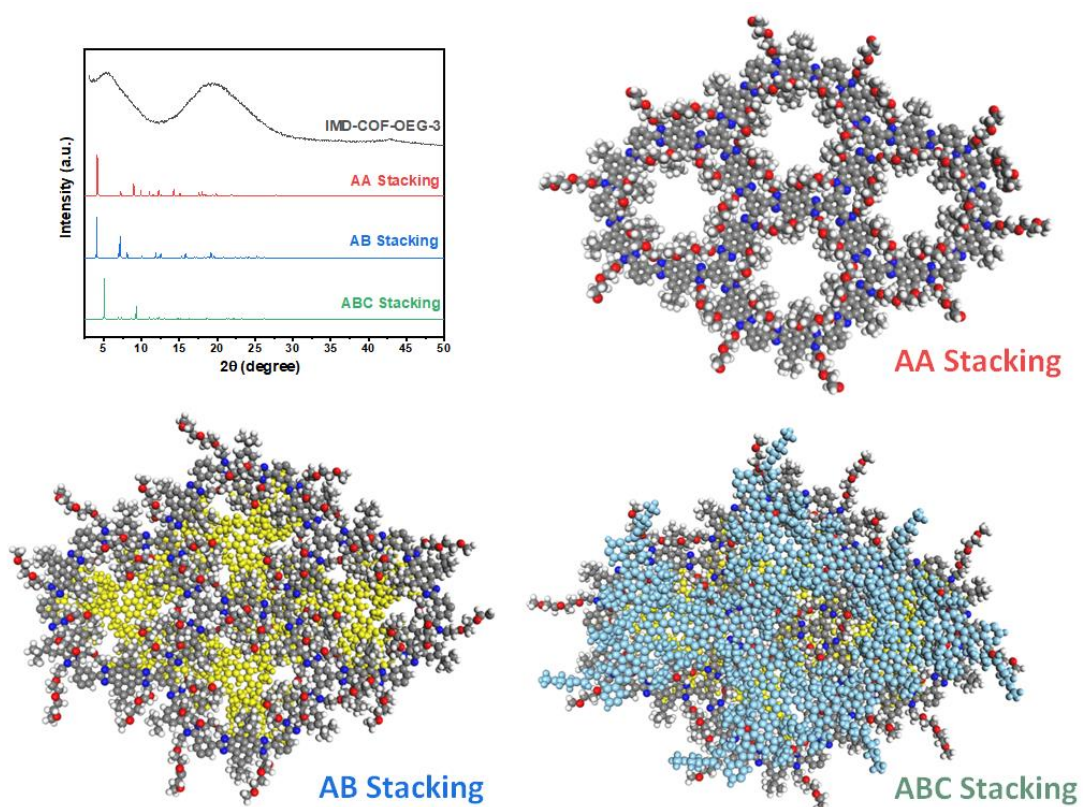 Intensity (a.u.)
IMD-COF-OEG-3
AA Stacking
AB Stacking
ABC Stacking
5 10 15 20 25 30 35 40 45 50
2θ (degree)
AA Stacking
AB Stacking
ABC Stacking